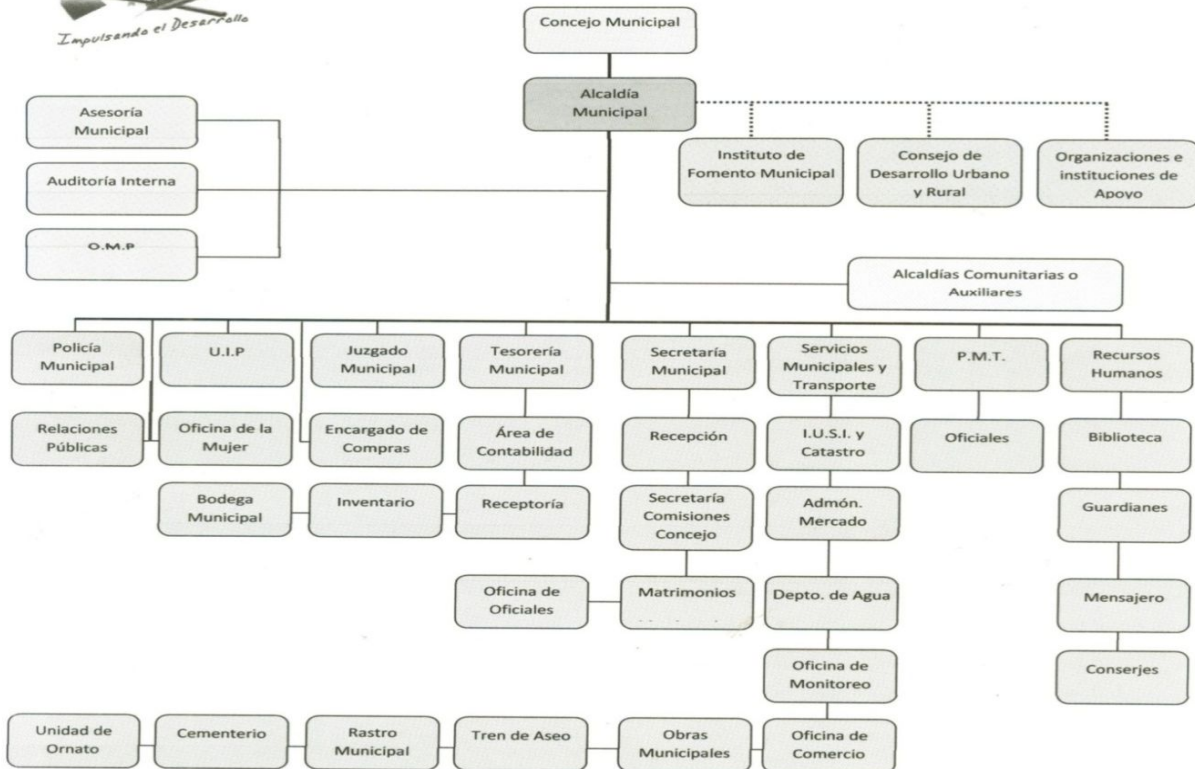 Impulsando el Desarrollo
Concejo Municipal
Alcaldía
Municipal
Asesoría
Municipal
Auditoría Interna
O.M.P
Instituto de
Fomento Municipal
Consejo de
Desarrollo Urbano
y Rural
Organizaciones e
instituciones de
Apoyo
Alcaldías Comunitarias o
Auxiliares
Policía
Municipal
U.I.P
Juzgado
Municipal
Tesorería
Municipal
Secretaría
Municipal
Servicios
Municipales y
Transporte
P.M.T.
Recursos
Humanos
Relaciones
Públicas
Oficina de la
Mujer
Encargado de
Compras
Área de
Contabilidad
Recepción
I.U.S.I. y
Catastro
Oficiales
Biblioteca
Bodega
Municipal
Inventario
Receptoría
Secretaría
Comisiones
Concejo
Admón.
Mercado
Guardianes
Oficina de
Oficiales
Matrimonios
Depto. de Agua
Mensajero
Oficina de
Monitoreo
Conserjes
Unidad de
Ornato
Cementerio
Rastro
Municipal
Tren de Aseo
Obras
Municipales
Oficina de
Comercio